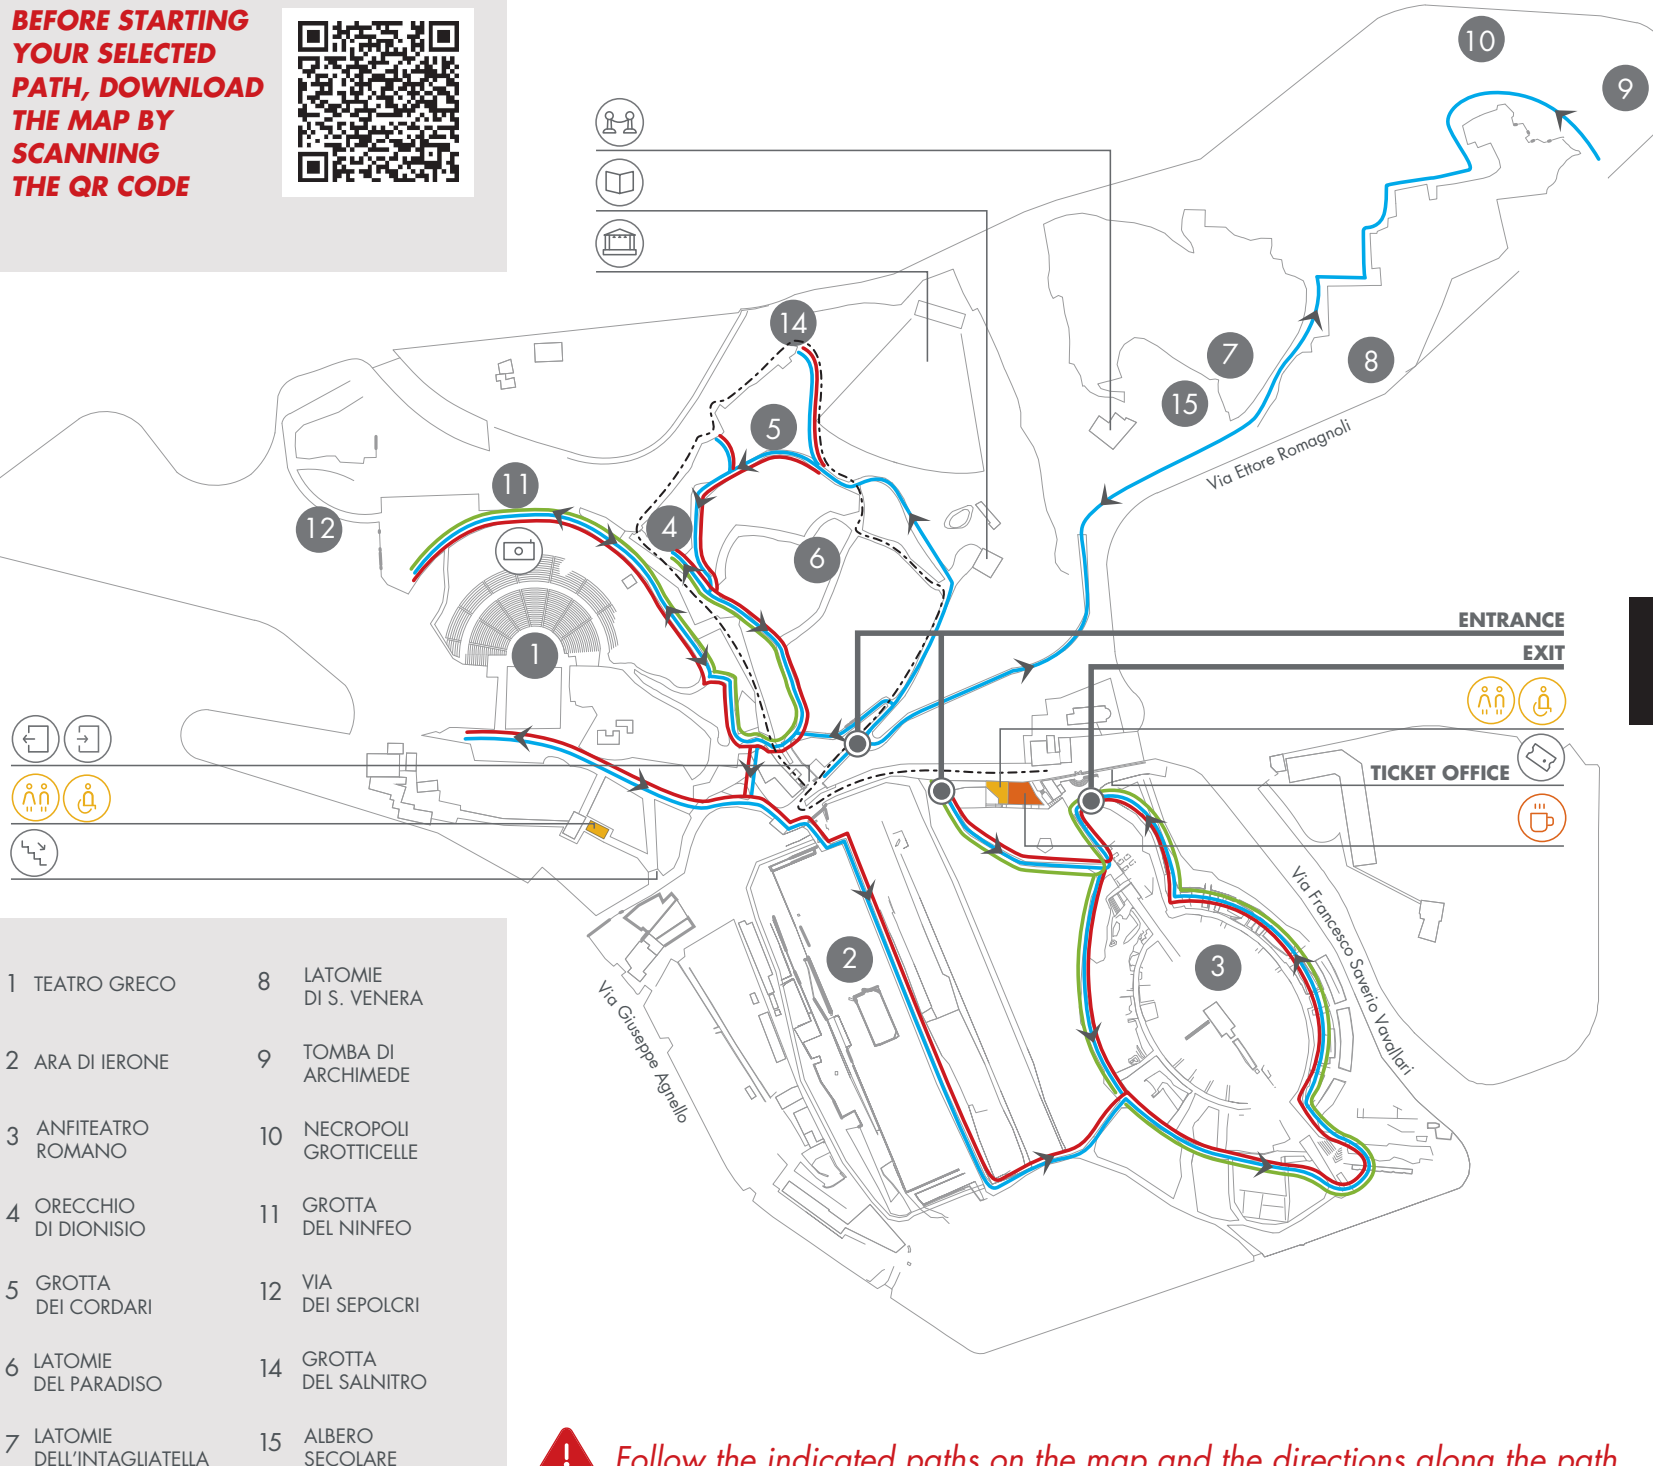 BEFORE STARTING
YOUR SELECTED
PATH, DOWNLOAD
THE MAP BY
SCANNING
THE QR CODE
10
9
14
7
8
15
5
Via Ettore Romagnoli
11
12
4
6
1
ENTRANCE
EXIT
TICKET OFFICE
2
3
Via Francesco Saverio Vavallari
Via Giuseppe Agnello
1 TEATRO GRECO
2 ARA DI IERONE
3 ANFITEATRO
ROMANO
4 ORECCHIO
DI DIONISIO
5 GROTTA
DEI CORDARI
6 LATOMIE
DEL PARADISO
7 LATOMIE
DELL'INTAGLIATELLA
8 LATOMIE
DI S. VENERA
9 TOMBA DI
ARCHIMEDE
10 NECROPOLI
GROTTICELLE
11 GROTTA
DEL NINFEO
12 VIA
DEI SEPOLCRI
14 GROTTA
DEL SALNITRO
15 ALBERO
SECOLARE
! Follow the indicated paths on the map and the directions along the path